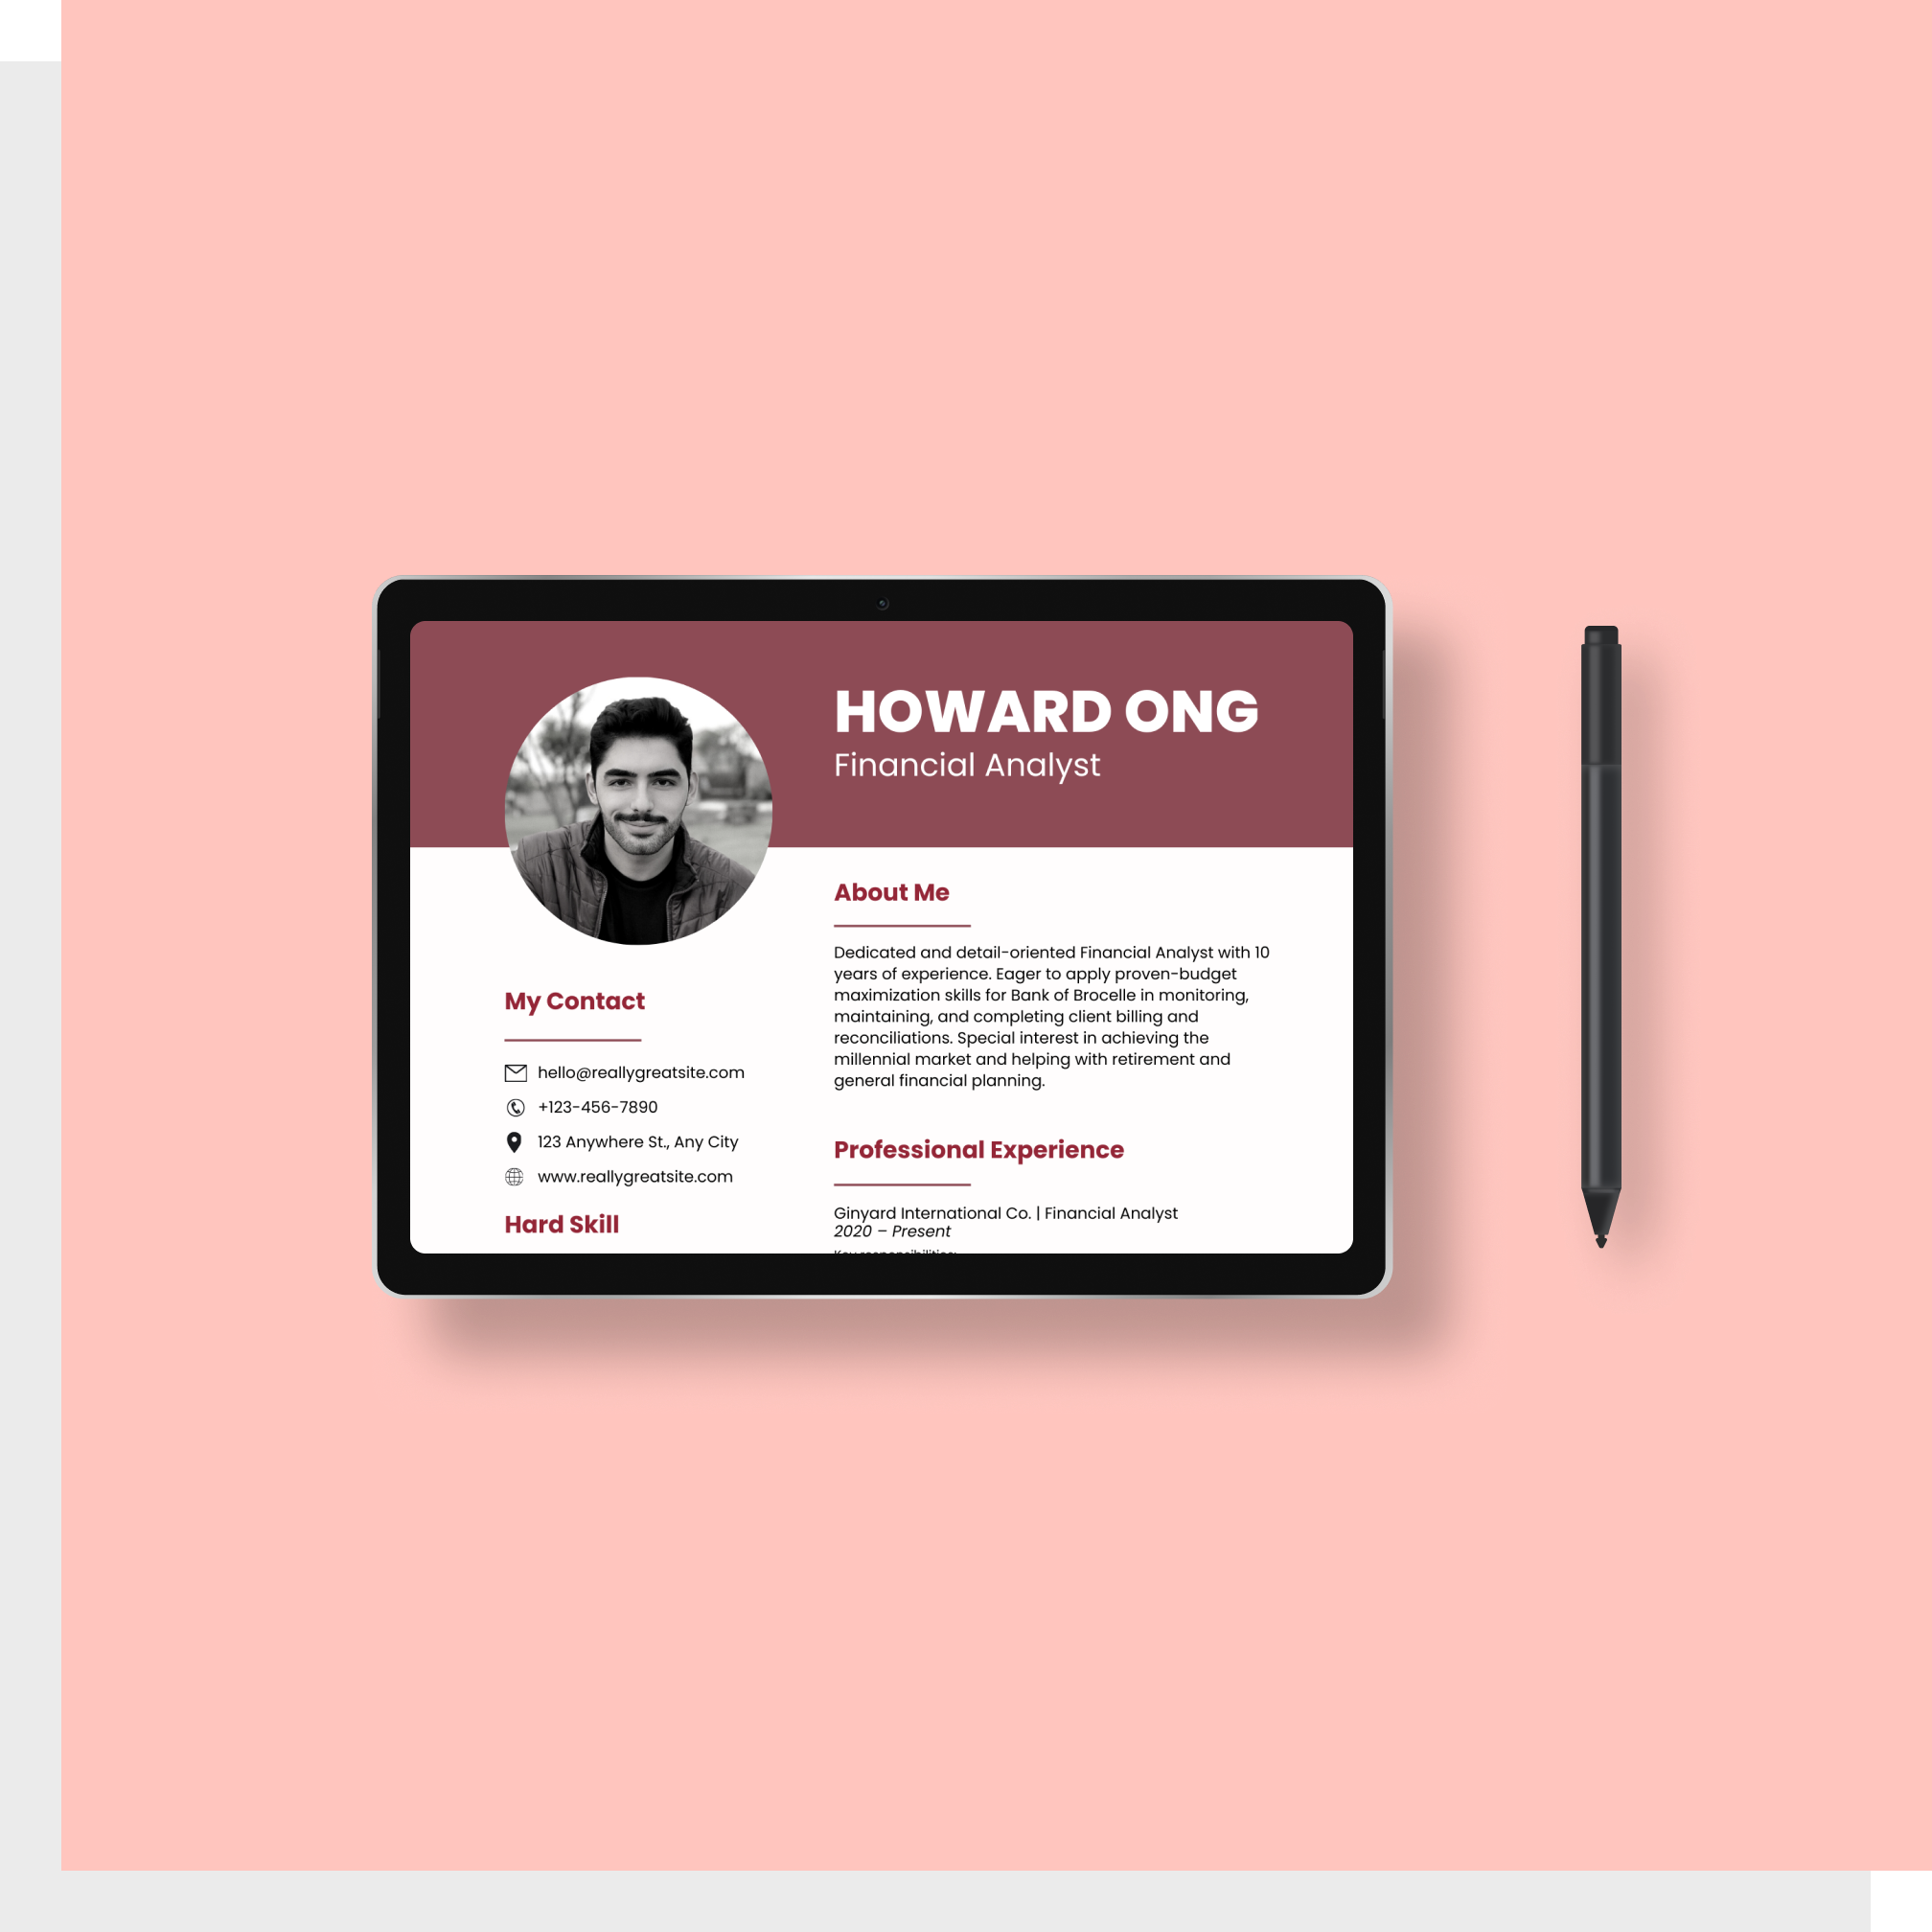 HOWARD ONG
Financial Analyst
My Contact
hello@reallygreatsite.com
+123-456-7890
123 Anywhere St., Any City
www.reallygreatsite.com
Hard Skill
About Me
Dedicated and detail-oriented Financial Analyst with 10
years of experience. Eager to apply proven-budget
maximization skills for Bank of Brocelle in monitoring,
maintaining, and completing client billing and
reconciliations. Special interest in achieving the
millennial market and helping with retirement and
general financial planning.
Professional Experience
Ginyard International Co. | Financial Analyst
2020 – Present
Key responsibilities: